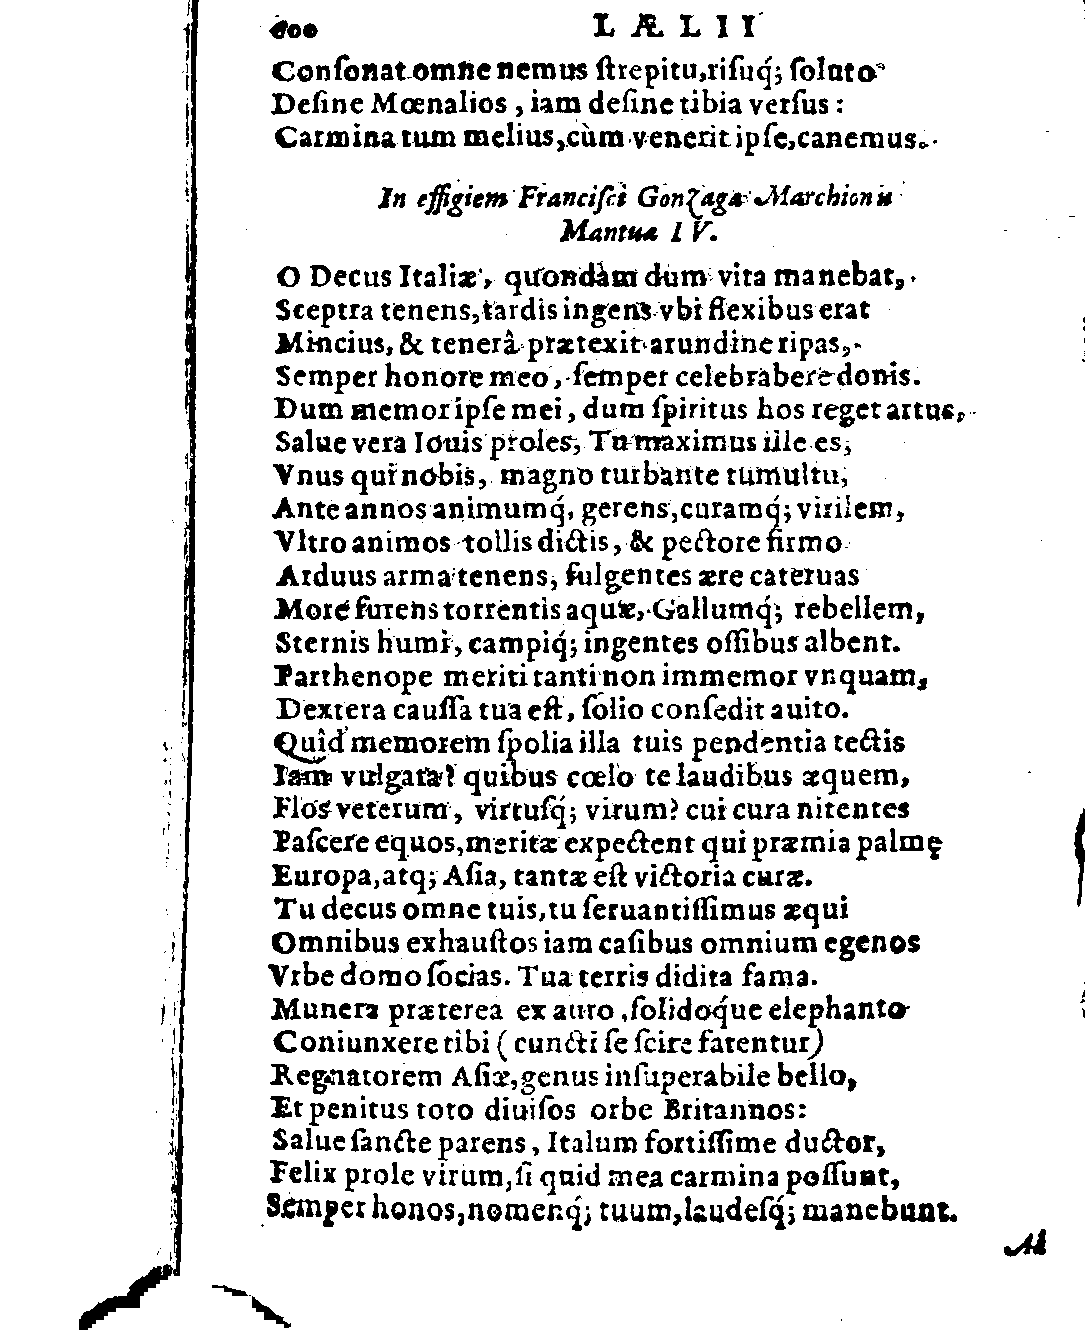 600 LÆLII
Conſonat omne nemus ſtrepitu, riſuq́; ſoluto
Deſine Mœnalios, iam deſine tibia verſus:
Carmina tum melius, cùm venerit ipſe, canemus.
In effigiem Franciſci Gonzagæ Marchionis
Mantuæ IV.
O Decus Italiæ, quondàm dum vita manebat,
Sceptra tenens, tardis ingens vbi flexibus erat
Mincius, & tenerâ prætexit arundine ripas,
Semper honore meo, ſemper celebrabere donis.
Dum memor ipſe mei, dum ſpiritus hos reget artus,
Salue vera Iouis proles, Tu maximus ille es,
Vnus qui nobis, magno turbante tumultu,
Ante annos animumq́, gerens, curamq́; virilem,
Vltro animos tollis dictis, & pectore firmo
Arduus arma tenens, fulgentes ære cateruas
More furens torrentis aquæ, Gallumq́; rebellem,
Sternis humi, campiq́; ingentes oſſibus albent.
Parthenope meriti tanti non immemor vnquam,
Dextera cauſſa tua eſt, ſolio conſedit auito.
Quid memorem ſpolia illa tuis pendentia tectis
Iam vulgata? quibus cœlo te laudibus æquem,
Flos veterum, virtuſq́; virum? cui cura nitentes
Paſcere equos, meritæ expectent qui præmia palmę
Europa, atq; Aſia, tantæ eſt victoria curæ.
Tu decus omne tuis, tu ſeruantiſſimus æqui
Omnibus exhauſtos iam caſibus omnium egenos
Vrbe domo ſocias. Tua terris didita fama.
Munera præterea ex auro, ſolidoq́ue elephanto
Coniunxere tibi (cuncti ſe ſcire fatentur)
Regnatorem Aſiæ, genus inſuperabile bello,
Et penitus toto diuiſos orbe Britannos:
Salue ſancte parens, Italum fortiſſime ductor,
Felix prole virum, ſi quid mea carmina poſſunt,
Semper honos, nomenq́; tuum, laudeſq́; manebunt.
Ad